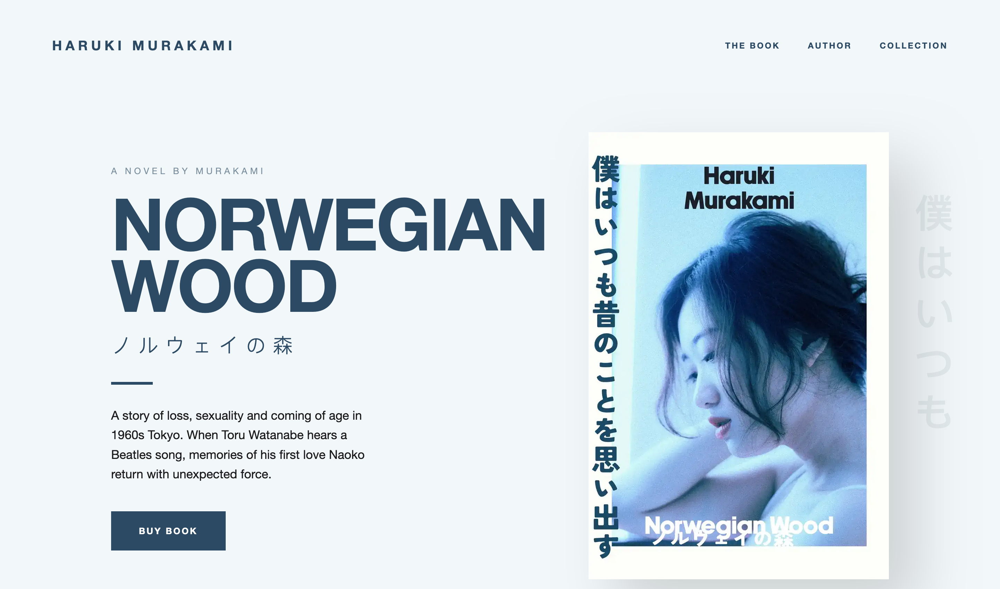 HARUKI MURAKAMI
THE BOOK
AUTHOR
COLLECTION
A NOVEL BY MURAKAMI
NORWEGIAN
WOOD
ノルウェイの森
A story of loss, sexuality and coming of age in
1960s Tokyo. When Toru Watanabe hears a
Beatles song, memories of his first love Naoko
return with unexpected force.
BUY BOOK
僕はいつも昔のことを思い出す
Haruki
Murakami
Norwegian Wood
ノルウェイの森
僕はいつも